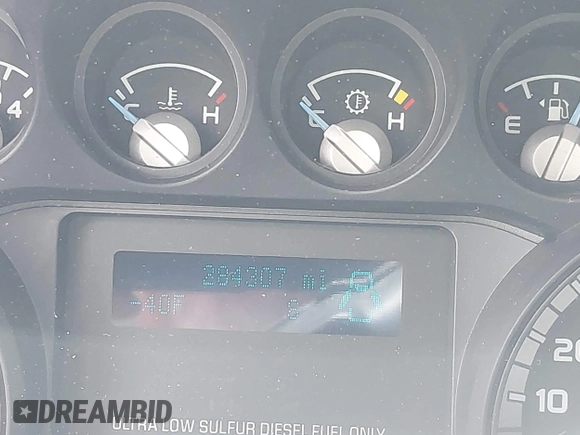 4
C H
C H
E
294307 mi
-40F S
20
10
ULTRA LOW SULFUR DIESEL FUEL ONLY
DREAMBID